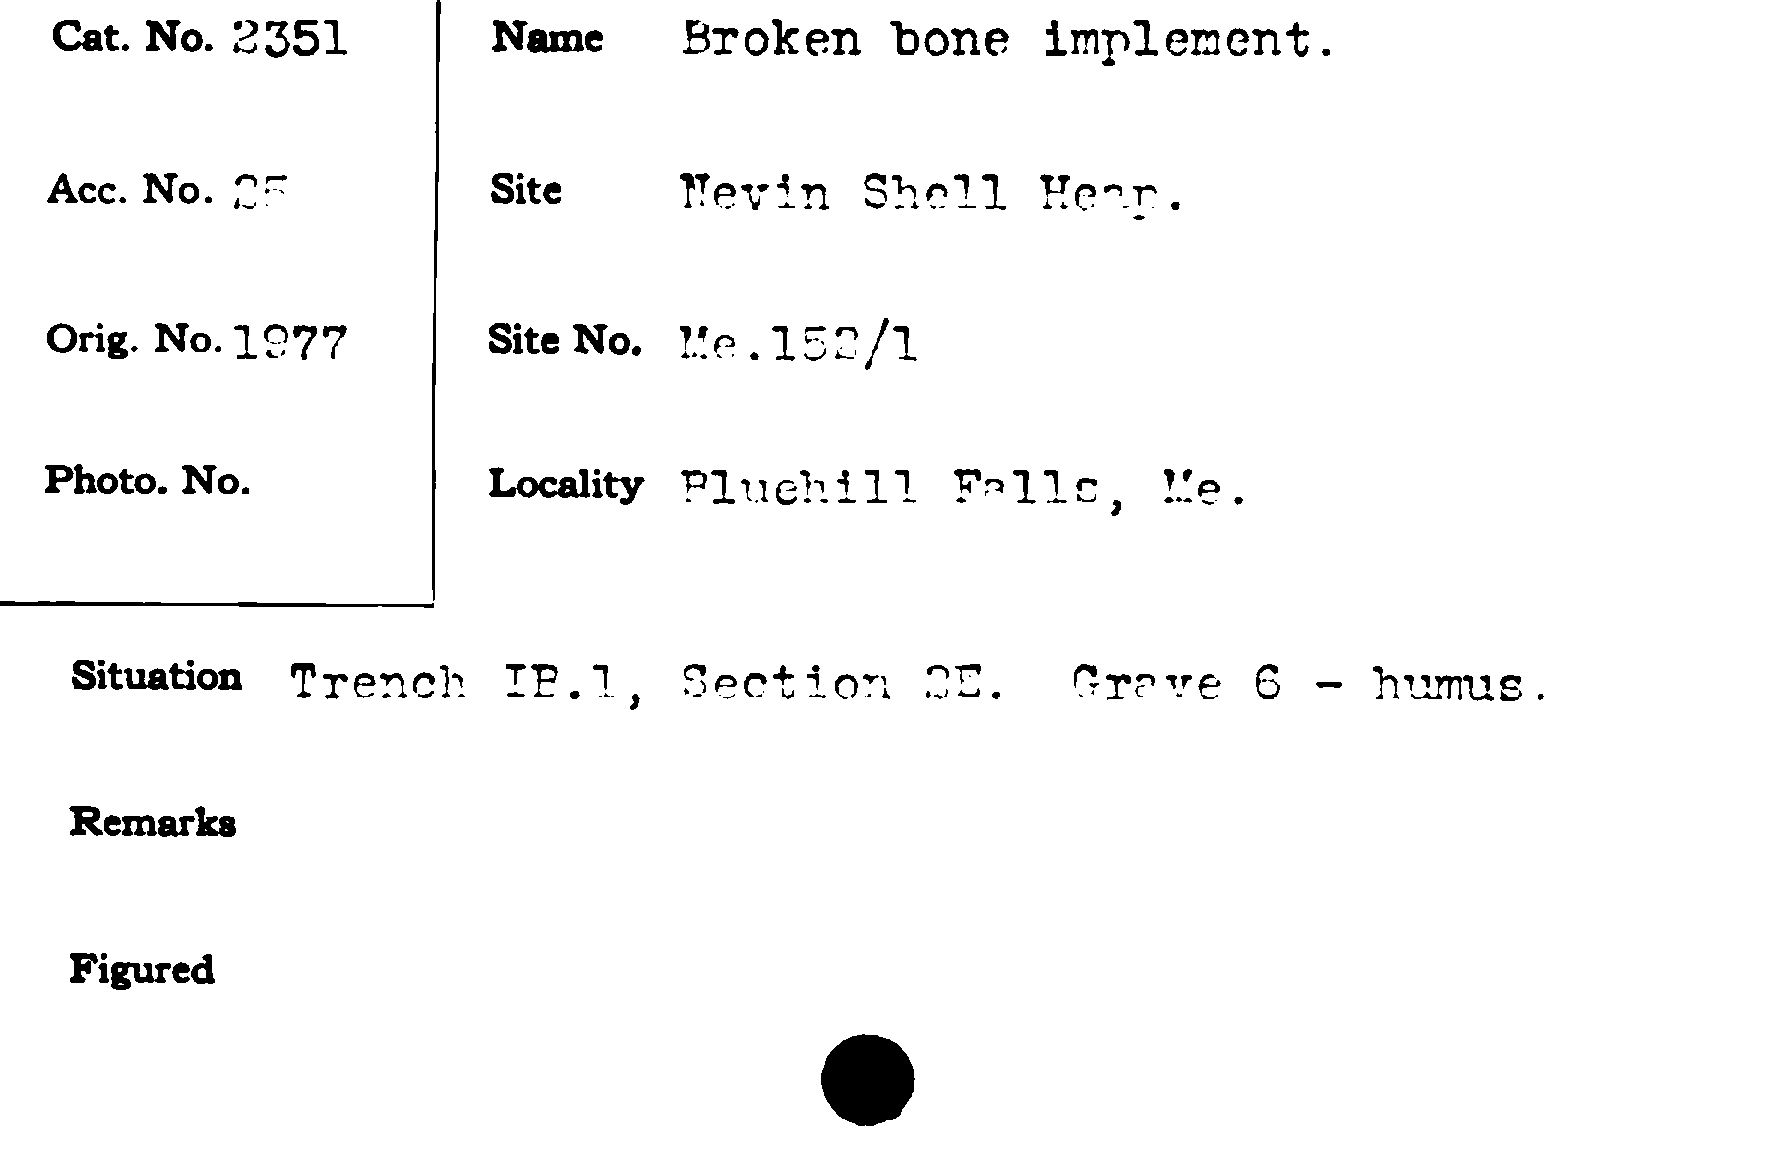 Cat. No. 2351
Name Broken bone implement.
Acc. No. 25
Site Nevin Shell Heap.
Orig. No. 1977
Site No. Me.152/1
Photo. No.
Locality Bluehill Falls, Me.
Situation Trench IB.1, Section 2E. Grave 6 - humus.
Remarks
Figured